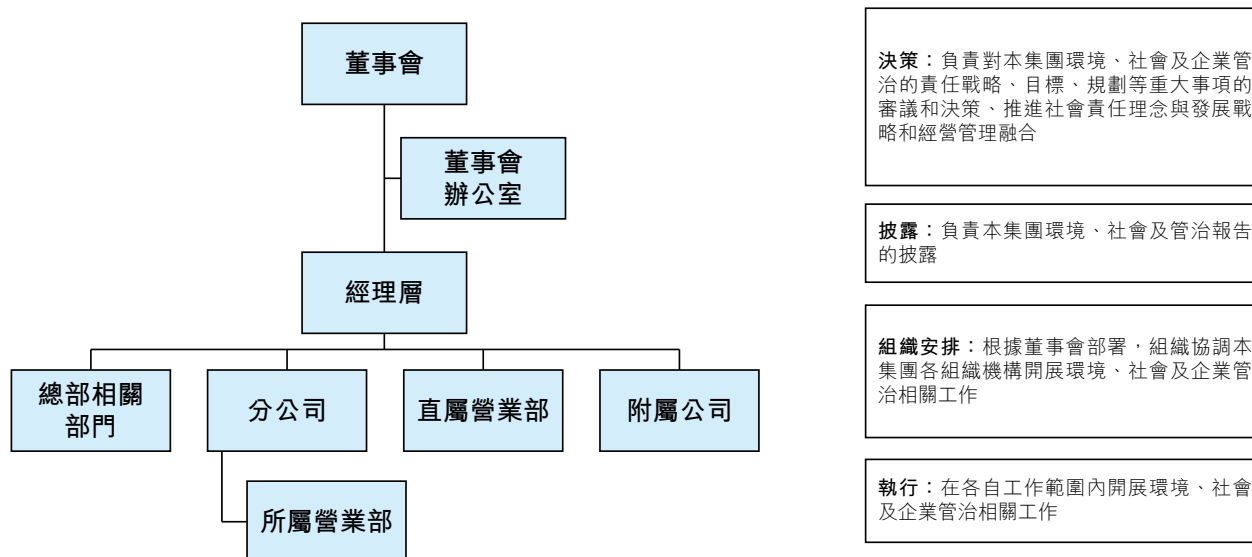 董事會
董事會
辦公室
經理層
總部相關
部門
分公司
直屬營業部
附屬公司
所屬營業部
決策：負責對本集團環境、社會及企業管
治的責任戰略、目標、規劃等重大事項的
審議和決策、推進社會責任理念與發展戰
略和經營管理融合
披露：負責本集團環境、社會及管治報告
的披露
組織安排：根據董事會部署，組織協調本
集團各組織機構開展環境、社會及企業管
治相關工作
執行：在各自工作範圍內開展環境、社會
及企業管治相關工作